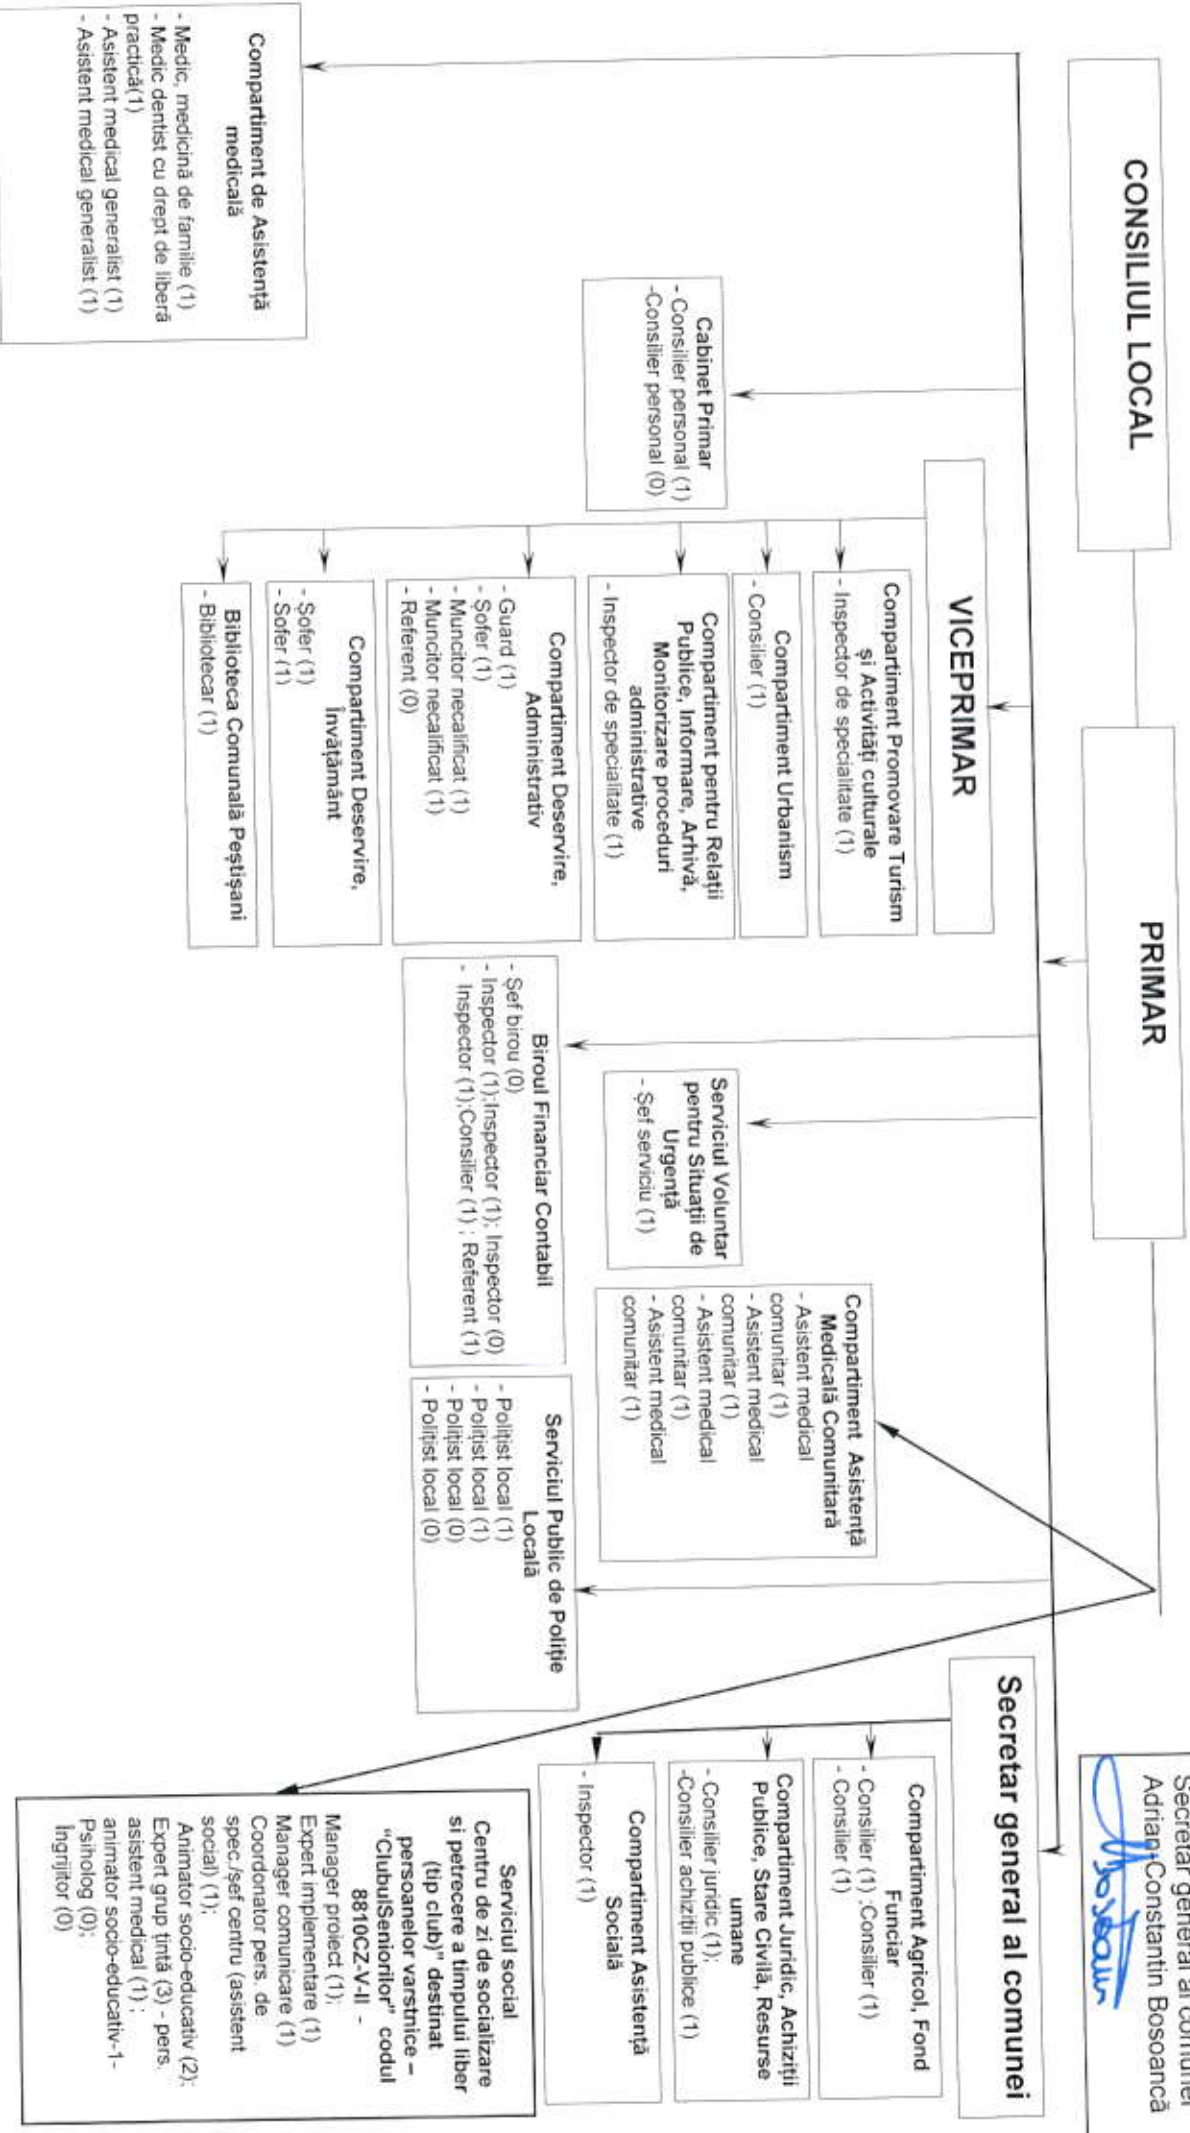 Secretar general al comunei
Adrian-Constantin Bosoancă
CONSILIUL LOCAL
PRIMAR
VICEPRIMAR
Secretar general al comunei
Compartiment de Asistență
medicală
- Medic, medicină de familie (1)
- Medic dentist cu drept de liberă
practică(1)
- Asistent medical generalist (1)
- Asistent medical generalist (1)
Cabinet Primar
- Consilier personal (1)
-Consilier personal (0)
Compartiment Promovare Turism
și Activități culturale
- Inspector de specialitate (1)
Compartiment Urbanism
- Consilier (1)
Compartiment pentru Relații
Publice, Informare, Arhivă,
Monitorizare proceduri
administrative
- Inspector de specialitate (1)
Compartiment Deservire,
Administrativ
- Guard (1)
- Șofer (1)
- Muncitor necalificat (1)
- Muncitor necalificat (1)
- Referent (0)
Compartiment Deservire,
Învățământ
- Șofer (1)
- Sofer (1)
Biblioteca Comunală Peștișani
- Bibliotecar (1)
Biroul Financiar Contabil
- Șef birou (0)
- Inspector (1);Inspector (1); Inspector (0)
- Inspector (1);Consilier (1) ; Referent (1)
Serviciul Voluntar
pentru Situații de
Urgență
- Șef serviciu (1)
Compartiment Asistență
Medicală Comunitară
- Asistent medical
comunitar (1)
- Asistent medical
comunitar (1)
- Asistent medical
comunitar (1)
- Asistent medical
comunitar (1)
Serviciul Public de Poliție
Locală
- Polițist local (1)
- Polițist local (1)
- Polițist local (0)
- Polițist local (0)
Compartiment Agricol, Fond
Funciar
- Consilier (1) ;Consilier (1)
- Consilier (1)
Compartiment Juridic, Achiziții
Publice, Stare Civilă, Resurse
umane
- Consilier juridic (1);
-Consilier achiziții publice (1)
Compartiment Asistență
Socială
- Inspector (1)
Serviciul social
Centru de zi de socializare
si petrecere a timpului liber
(tip club)" destinat
persoanelor varstnice –
"ClubulSeniorilor" codul
8810CZ-V-II -
Manager proiect (1);
Expert implementare (1)
Manager comunicare (1)
Coordonator pers. de
spec./șef centru (asistent
social) (1);
Animator socio-educativ (2);
Expert grup țintă (3) - pers.
asistent medical (1) ;
animator socio-educativ-1-
Psiholog (0);
Îngrijitor (0)